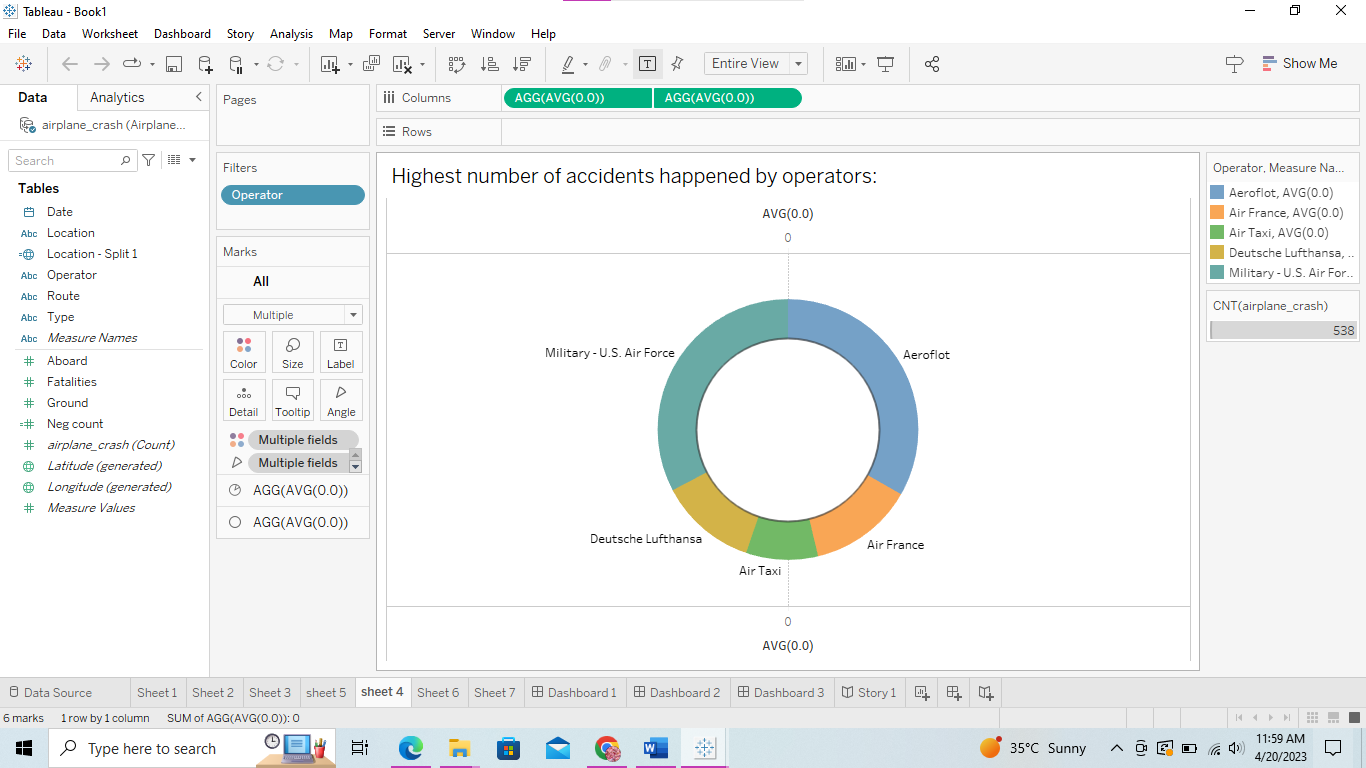 Tableau - Book1
File Data Worksheet Dashboard Story Analysis Map Format Server Window Help
Entire View
Show Me
Data Analytics
airplane_crash (Airplane...
Search
Tables
Date
Abc Location
Location - Split 1
Abc Operator
Abc Route
Abc Type
Abc Measure Names
Aboard
Fatalities
Ground
Neg count
airplane_crash (Count)
Latitude (generated)
Longitude (generated)
Measure Values
Pages
Filters
Operator
Marks
All
Multiple
Color Size Label
Detail Tooltip Angle
Multiple fields
Multiple fields
AGG(AVG(0.0))
AGG(AVG(0.0))
Columns AGG(AVG(0.0)) AGG(AVG(0.0))
Rows
Highest number of accidents happened by operators:
AVG(0.0)
0
Military - U.S. Air Force
Aeroflot
Deutsche Lufthansa
Air France
Air Taxi
0
AVG(0.0)
Operator, Measure Na...
Aeroflot, AVG(0.0)
Air France, AVG(0.0)
Air Taxi, AVG(0.0)
Deutsche Lufthansa, ..
Military - U.S. Air For..
CNT(airplane_crash)
538
Data Source Sheet 1 Sheet 2 Sheet 3 sheet 5 sheet 4 Sheet 6 Sheet 7 Dashboard 1 Dashboard 2 Dashboard 3 Story 1
6 marks 1 row by 1 column SUM of AGG(AVG(0.0)): 0
Type here to search
35°C Sunny
11:59 AM
4/20/2023